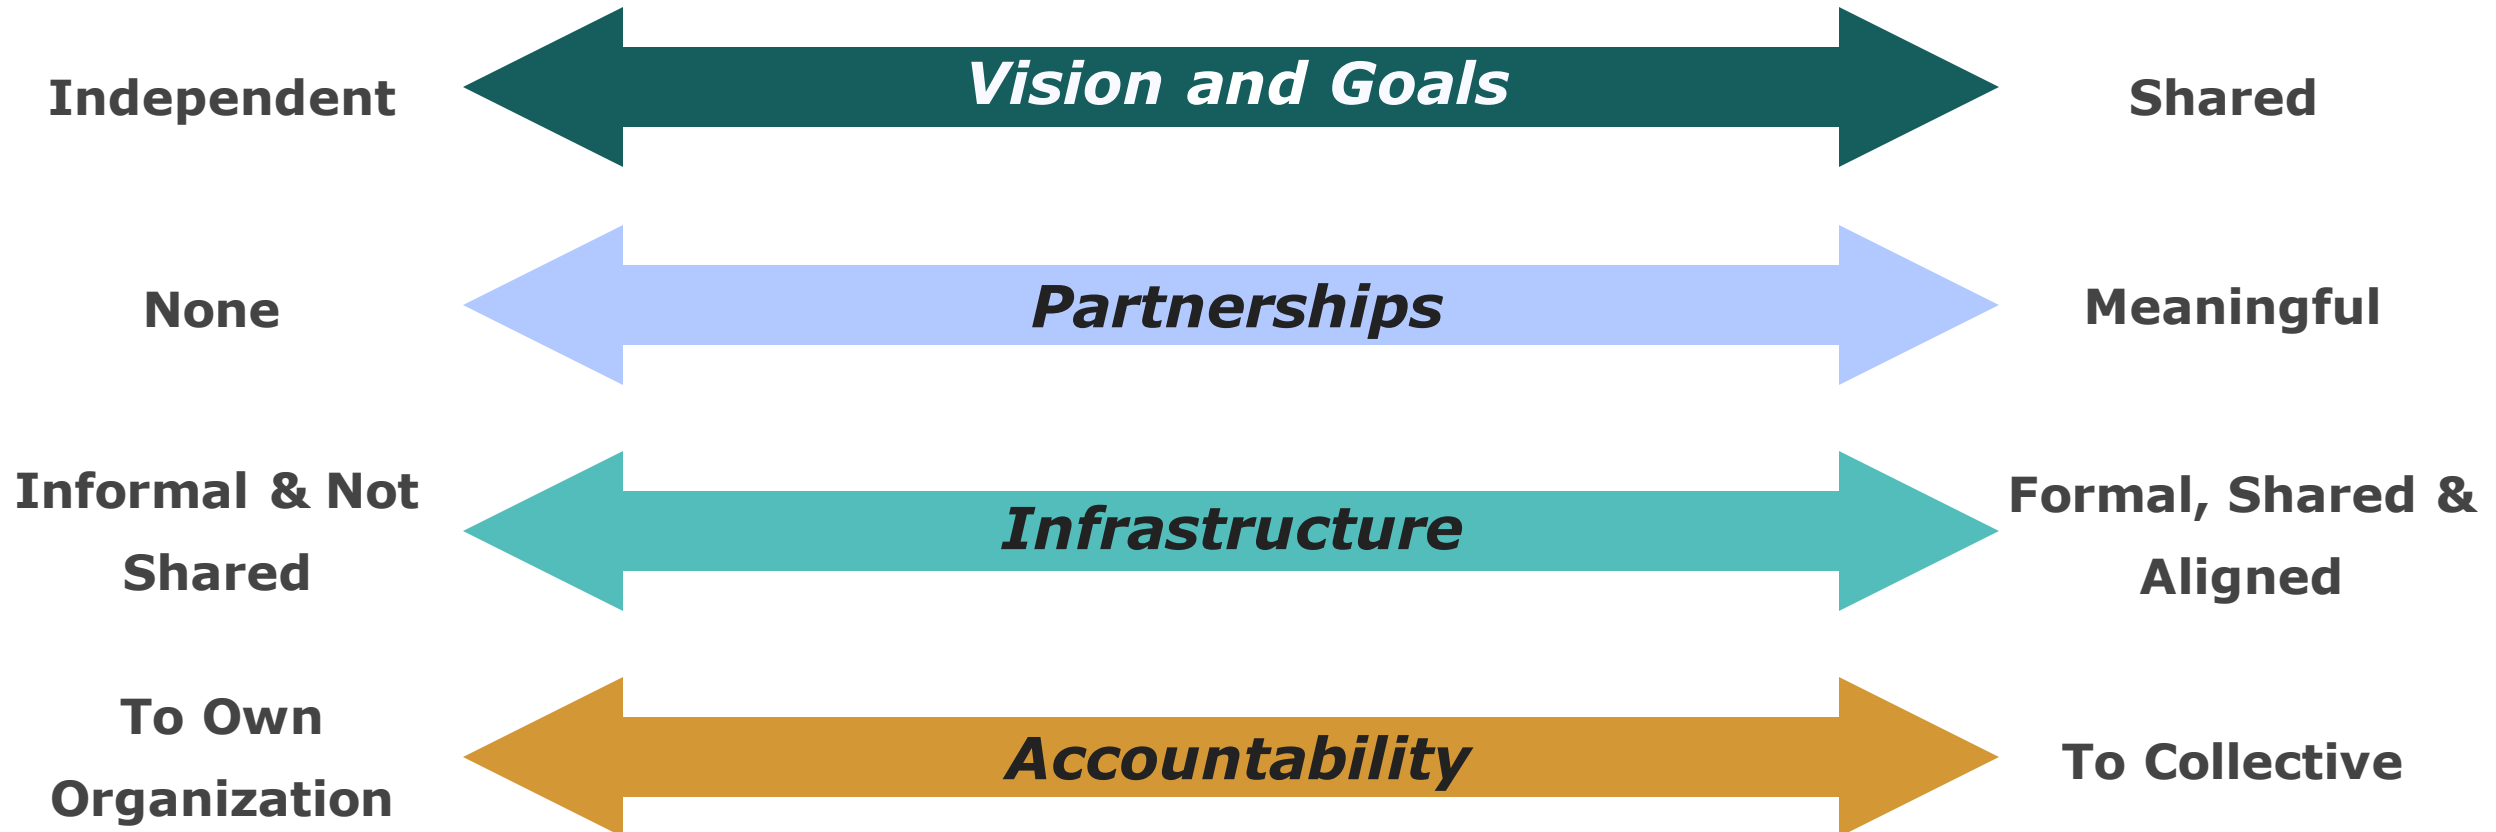 Independent
Vision and Goals
Shared
None
Partnerships
Meaningful
Informal & Not
Shared
Infrastructure
Formal, Shared &
Aligned
To Own
Organization
Accountability
To Collective